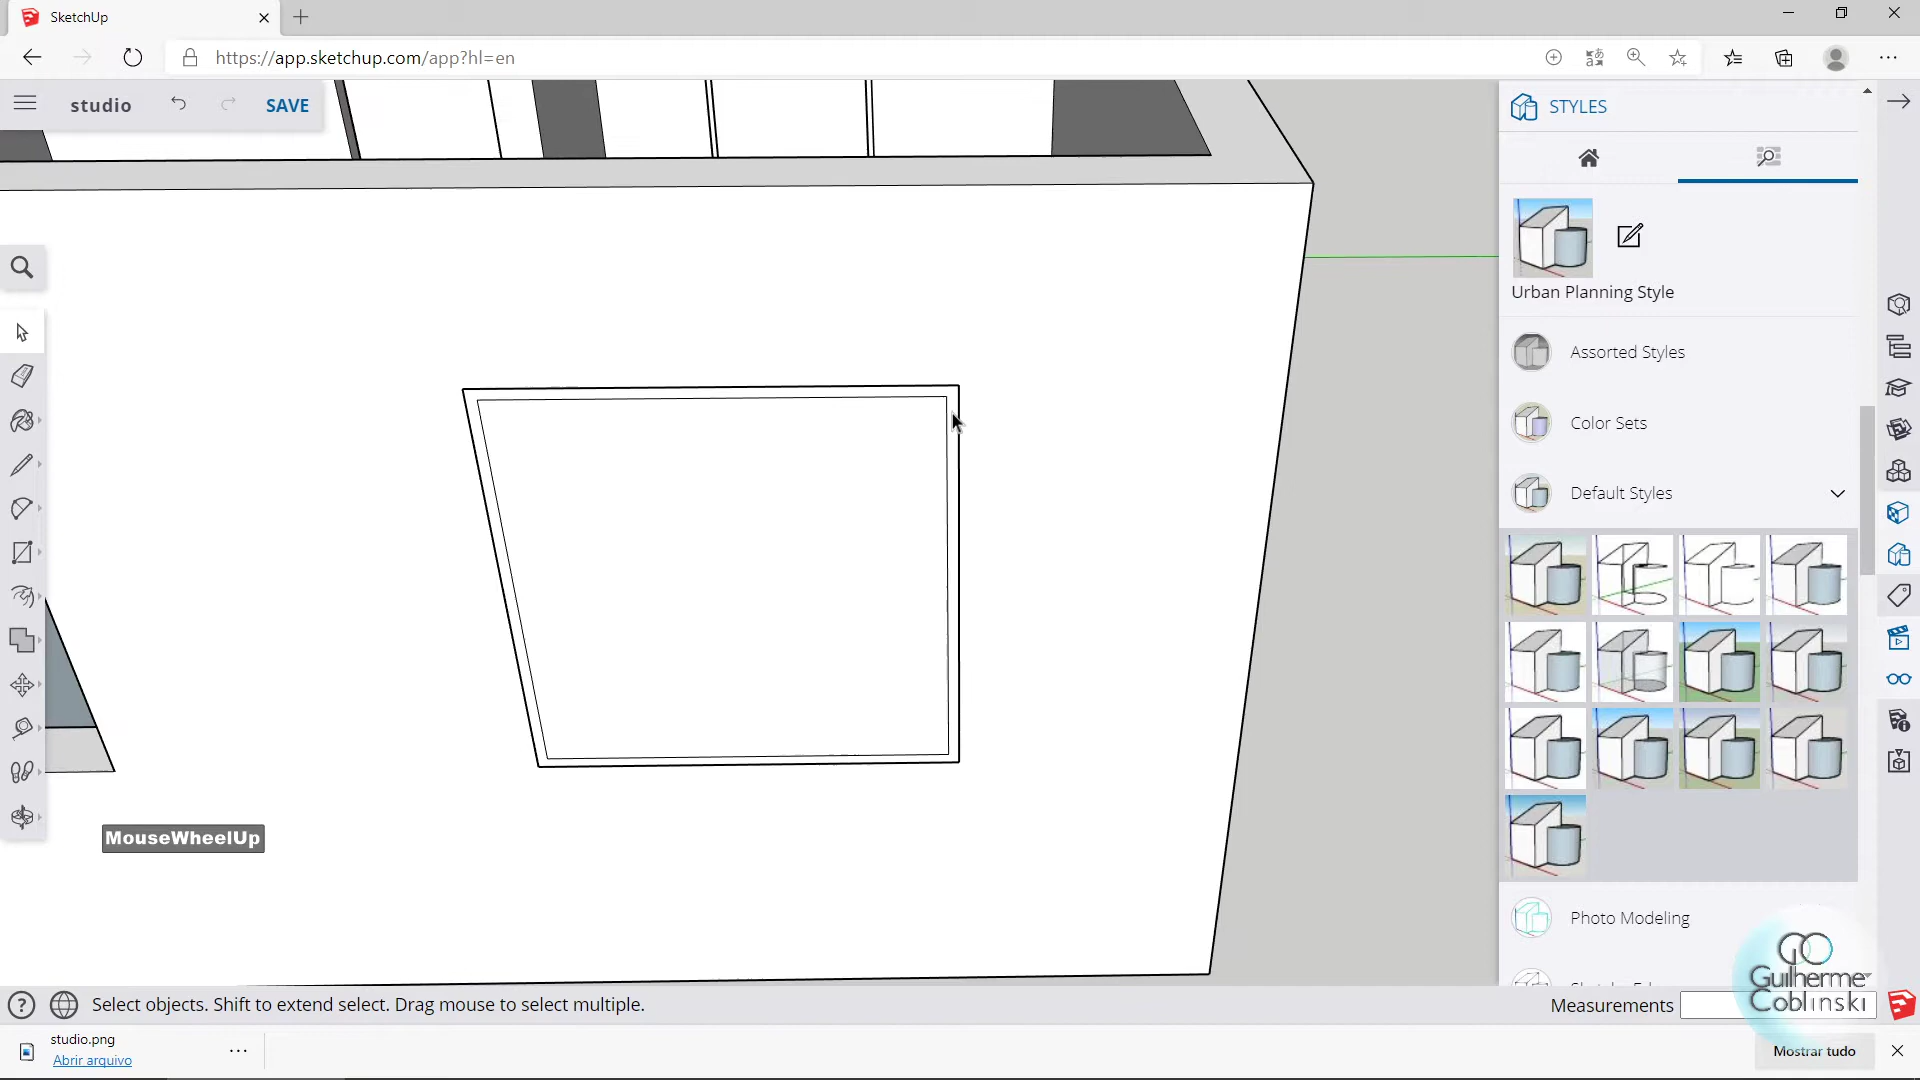 SketchUp
https://app.sketchup.com/app?hl=en
studio
SAVE
STYLES
Urban Planning Style
Assorted Styles
Color Sets
Default Styles
Photo Modeling
MouseWheelUp
Select objects. Shift to extend select. Drag mouse to select multiple.
Measurements
GO
Guilherme
Coblinski
studio.png
Abrir arquivo
Mostrar tudo